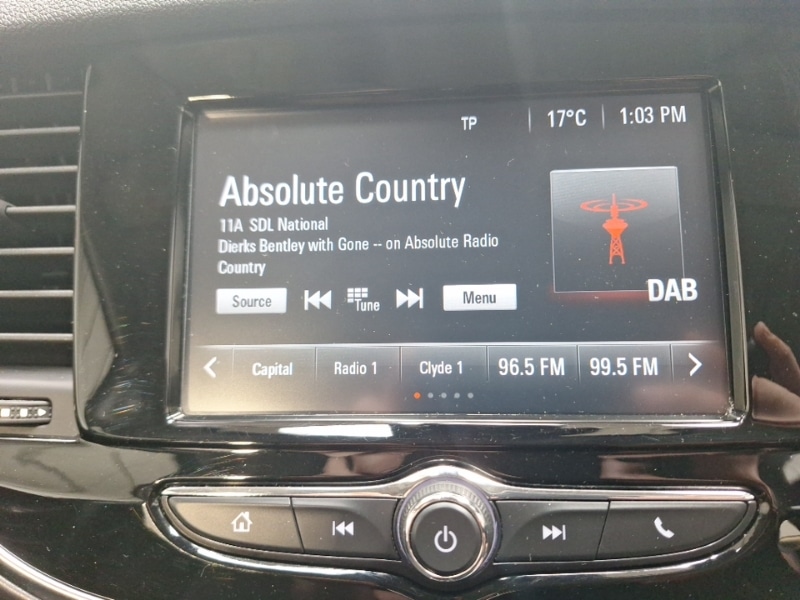 TP 17°C 1:03 PM
Absolute Country
11A SDL National
Dierks Bentley with Gone -- on Absolute Radio
Country
DAB
Source Tune Menu
Capital Radio 1 Clyde 1 96.5 FM 99.5 FM